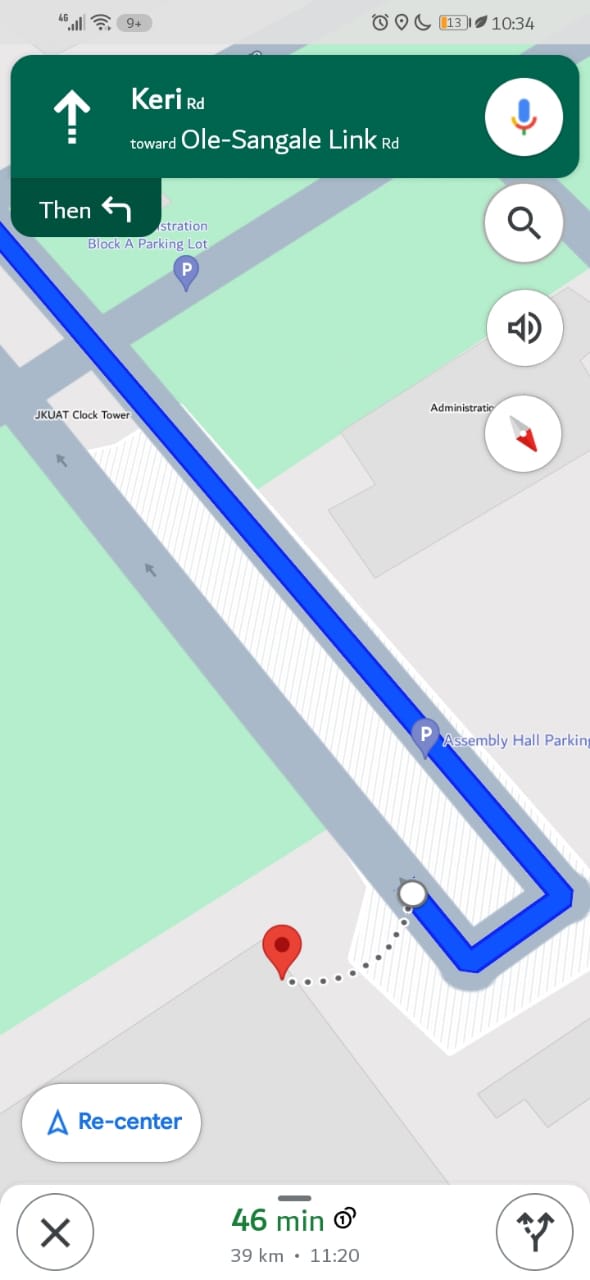 4G 9+ 13 10:34
Keri Rd
toward Ole-Sangale Link Rd
Then
stration
Block A Parking Lot
P
JKUAT Clock Tower
Administratio
P
Assembly Hall Parking
Re-center
46 min
39 km • 11:20